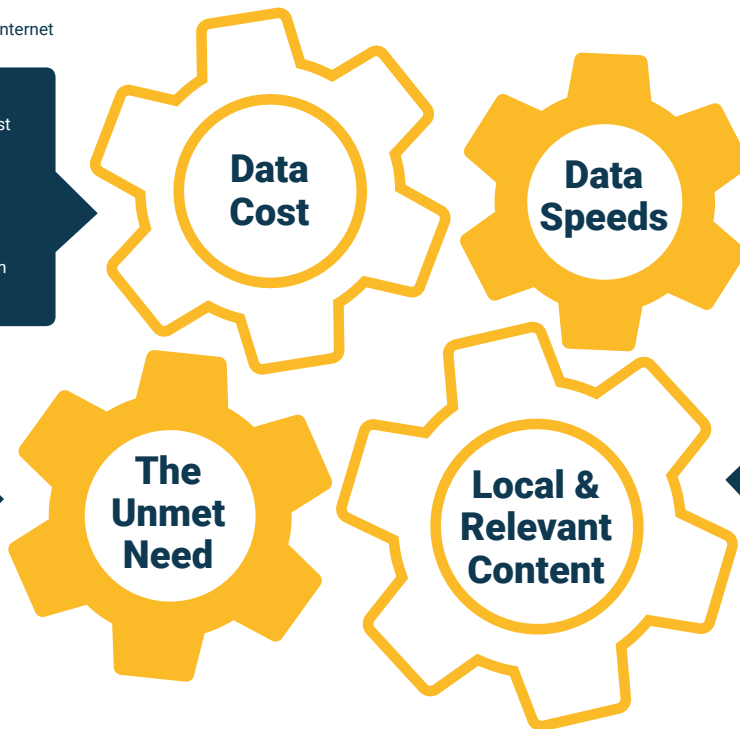 nternet
st
n
Data
Cost
Data
Speeds
The
Unmet
Need
Local &
Relevant
Content